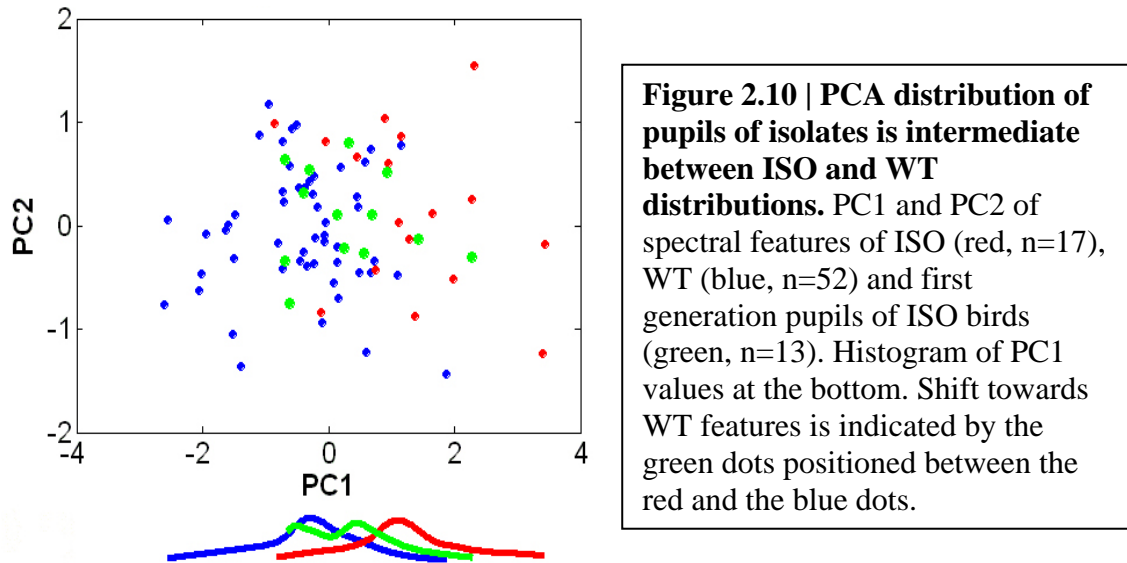 2
1
0
-1
-2
PC2
-4
-2
0
2
4
PC1
Figure 2.10 | PCA distribution of
pupils of isolates is intermediate
between ISO and WT
distributions. PC1 and PC2 of
spectral features of ISO (red, n=17),
WT (blue, n=52) and first
generation pupils of ISO birds
(green, n=13). Histogram of PC1
values at the bottom. Shift towards
WT features is indicated by the
green dots positioned between the
red and the blue dots.